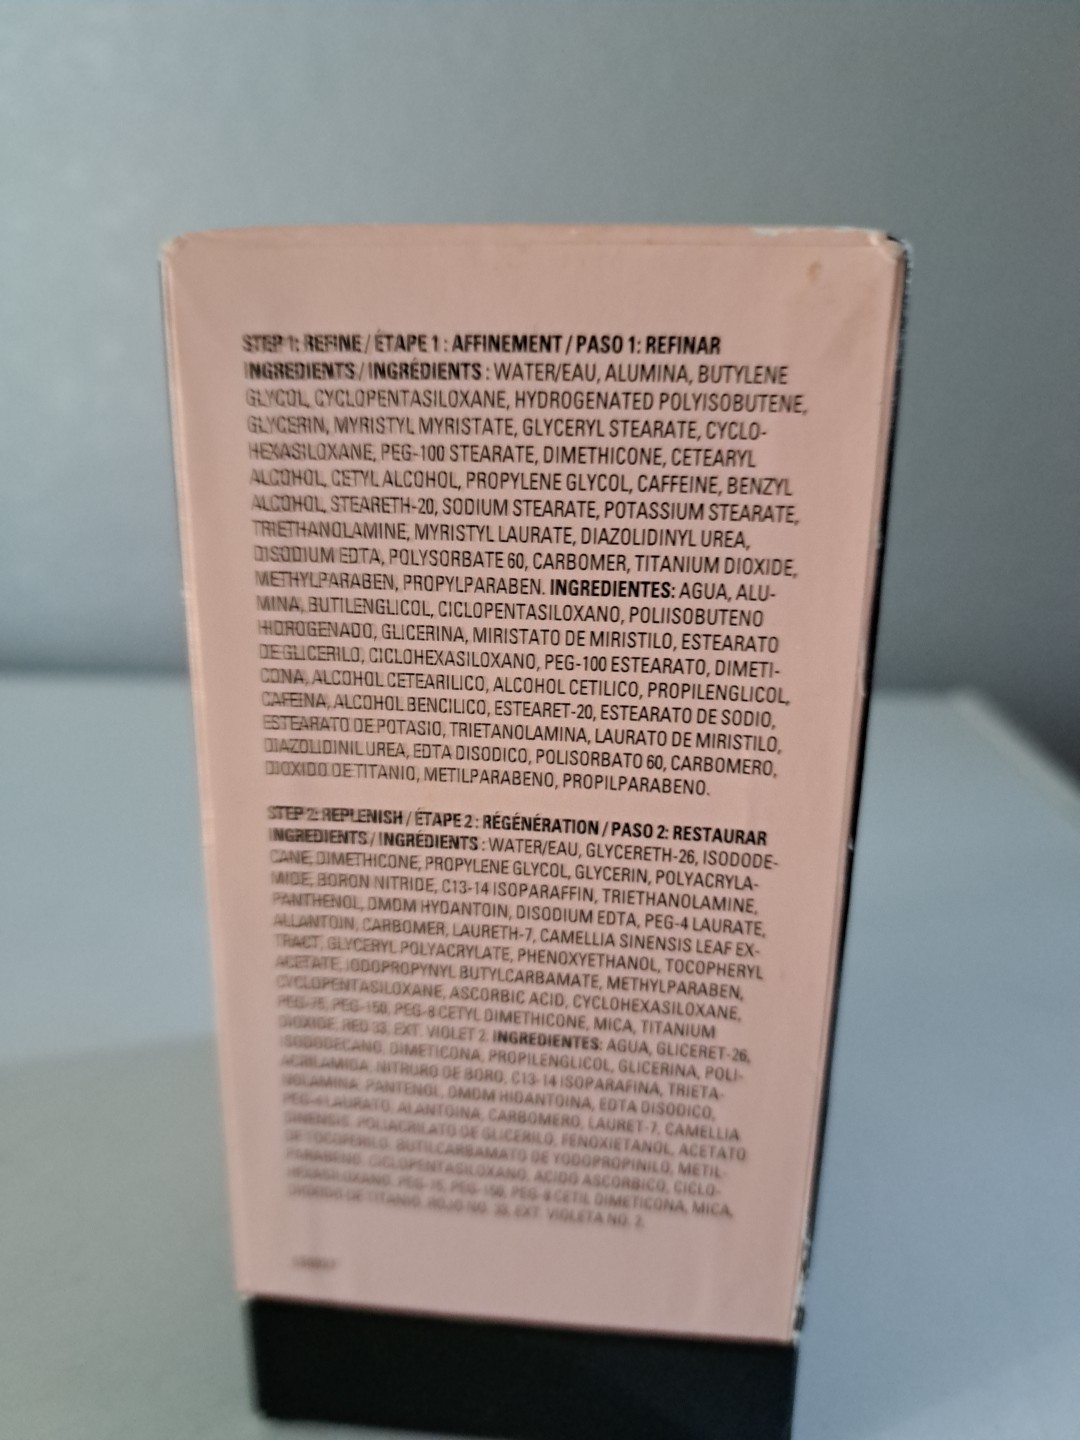 STEP 1: REFINE / ÉTAPE 1 : AFFINEMENT / PASO 1: REFINAR
INGREDIENTS / INGRÉDIENTS : WATER/EAU, ALUMINA, BUTYLENE
GLYCOL, CYCLOPENTASILOXANE, HYDROGENATED POLYISOBUTENE,
GLYCERIN, MYRISTYL MYRISTATE, GLYCERYL STEARATE, CYCLO-
HEXASILOXANE, PEG-100 STEARATE, DIMETHICONE, CETEARYL
ALCOHOL, CETYL ALCOHOL, PROPYLENE GLYCOL, CAFFEINE, BENZYL
ALCOHOL, STEARETH-20, SODIUM STEARATE, POTASSIUM STEARATE,
TRIETHANOLAMINE, MYRISTYL LAURATE, DIAZOLIDINYL UREA,
DISODIUM EDTA, POLYSORBATE 60, CARBOMER, TITANIUM DIOXIDE,
METHYLPARABEN, PROPYLPARABEN. INGREDIENTES: AGUA, ALU-
MINA, BUTILENGLICOL, CICLOPENTASILOXANO, POLIISOBUTENO
HIDROGENADO, GLICERINA, MIRISTATO DE MIRISTILO, ESTEARATO
DE GLICERILO, CICLOHEXASILOXANO, PEG-100 ESTEARATO, DIMETI-
CONA, ALCOHOL CETEARILICO, ALCOHOL CETILICO, PROPILENGLICOL,
CAFEINA, ALCOHOL BENCILICO, ESTEARET-20, ESTEARATO DE SODIO,
ESTEARATO DE POTASIO, TRIETANOLAMINA, LAURATO DE MIRISTILO,
DIAZOLIDINIL UREA, EDTA DISODICO, POLISORBATO 60, CARBOMERO,
DIOXIDO DE TITANIO, METILPARABENO, PROPILPARABENO.
STEP 2: REPLENISH / ÉTAPE 2 : RÉGÉNÉRATION / PASO 2: RESTAURAR
INGREDIENTS / INGRÉDIENTS : WATER/EAU, GLYCERETH-26, ISODODE-
CANE, DIMETHICONE, PROPYLENE GLYCOL, GLYCERIN, POLYACRYLA-
MIDE, BORON NITRIDE, C13-14 ISOPARAFFIN, TRIETHANOLAMINE,
PANTHENOL, DMDM HYDANTOIN, DISODIUM EDTA, PEG-4 LAURATE,
ALLANTOIN, CARBOMER, LAURETH-7, CAMELLIA SINENSIS LEAF EX-
TRACT, GLYCERYL POLYACRYLATE, PHENOXYETHANOL, TOCOPHERYL
ACETATE, IODOPROPYNYL BUTYLCARBAMATE, METHYLPARABEN,
CYCLOPENTASILOXANE, ASCORBIC ACID, CYCLOHEXASILOXANE,
PEG-75, PEG-150, PEG-8 CETYL DIMETHICONE, MICA, TITANIUM
DIOXIDE, RED 33, EXT. VIOLET 2. INGREDIENTES: AGUA, GLICERET-26,
ISODODECANO, DIMETICONA, PROPILENGLICOL, GLICERINA, POLI-
ACRILAMIDA, NITRURO DE BORO, C13-14 ISOPARAFINA, TRIETA-
NOLAMINA, PANTENOL, DMDM HIDANTOINA, EDTA DISODICO,
PEG-4 LAURATO, ALANTOINA, CARBOMERO, LAURET-7, CAMELLIA
SINENSIS, POLIACRILATO DE GLICERILO, FENOXIETANOL, ACETATO
DE TOCOFERILO, BUTILCARBAMATO DE YODOPROPINILO, METIL-
PARABENO, CICLOPENTASILOXANO, ACIDO ASCORBICO, CICLO-
HEXASILOXANO, PEG-75, PEG-150, PEG-8 CETIL DIMETICONA, MICA,
DIOXIDO DE TITANIO, ROJO NO. 33, EXT. VIOLETA NO. 2.